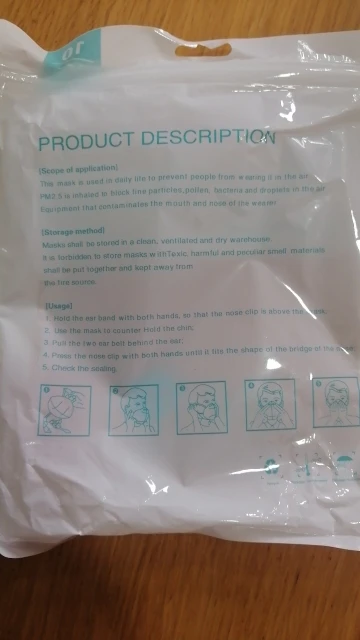 10
PRODUCT DESCRIPTION
[Scope of application]
This mask is used in daily life to prevent people from wearing it in the air
PM2.5 is inhaled to block fine particles,pollen, bacteria and droplets in the air
Equipment that contaminates the mouth and nose of the wearer
[Storage method]
Masks shall be stored in a clean, ventilated and dry warehouse.
It is forbidden to store masks withToxic, harmful and peculiar smell materials
shall be put together and kept away from
the fire source.
[Usage]
1. Hold the ear band with both hands, so that the nose clip is above the
2. Use the mask to counter Hold the chin;
3. Pull the two ear belt behind the ear;
4. Press the nose clip with both hands until it fits the shape of the bridge of the
5. Check the sealing.